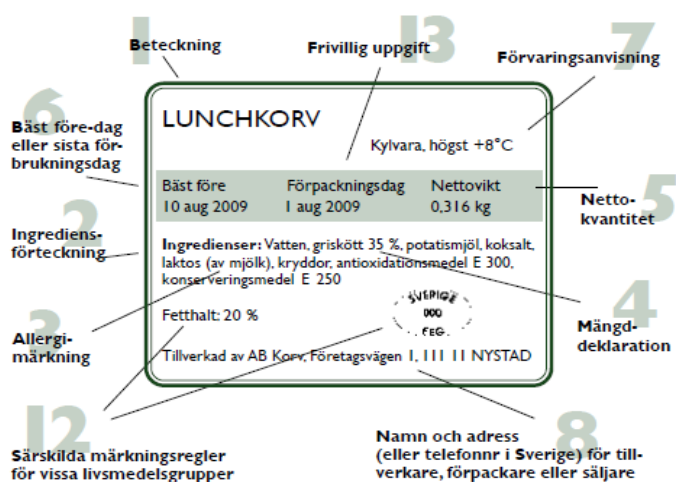 1
Beteckning
13
Frivillig uppgift
7
Förvaringsanvisning
6
Bäst före-dag
eller sista för-
brukningsdag
LUNCHKORV
Kylvara, högst +8°C
Bäst före Förpackningsdag Nettovikt
10 aug 2009 1 aug 2009 0,316 kg
5
Netto-
kvantitet
2
Ingrediens-
förteckning
Ingredienser: Vatten, griskött 35 %, potatismjöl, koksalt,
laktos (av mjölk), kryddor, antioxidationsmedel E 300,
konserveringsmedel E 250
3
Allergi-
märkning
Fetthalt: 20 %
SVERIGE
000
EEG
4
Mängd-
deklaration
Tillverkad av AB Korv, Företagsvägen 1, 111 11 NYSTAD
12
Särskilda märkningsregler
för vissa livsmedelsgrupper
8
Namn och adress
(eller telefonnr i Sverige) för till-
verkare, förpackare eller säljare